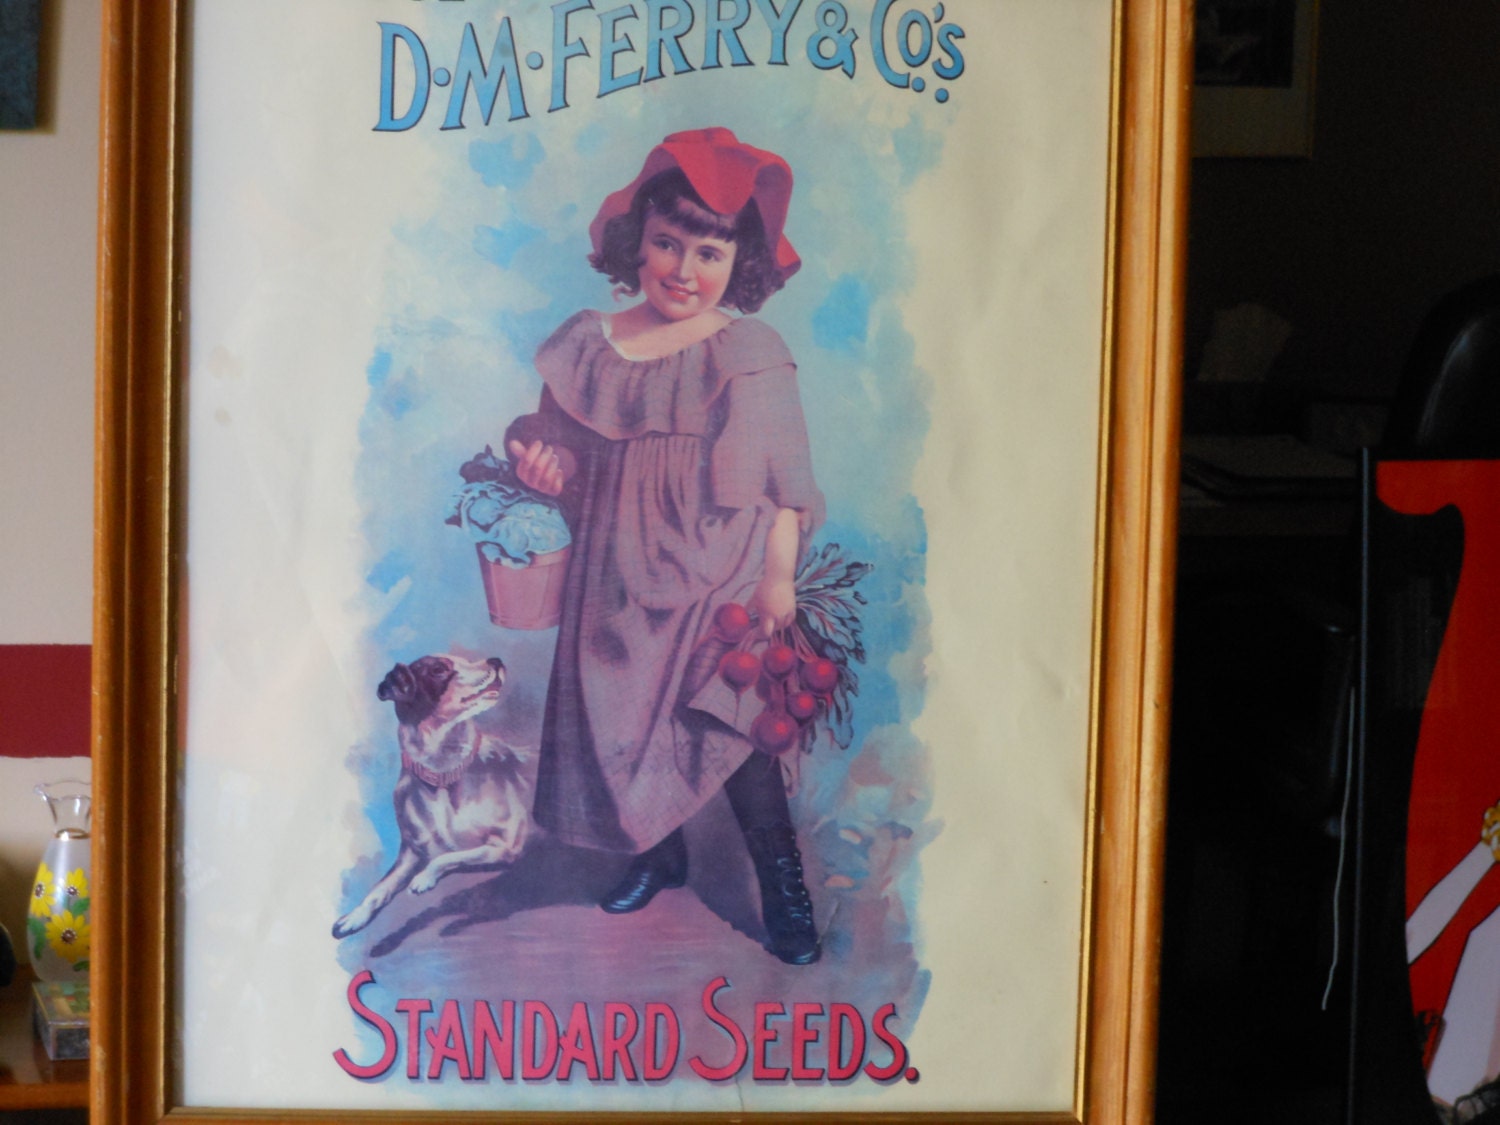 D·M·FERRY & Co's
STANDARD SEEDS.